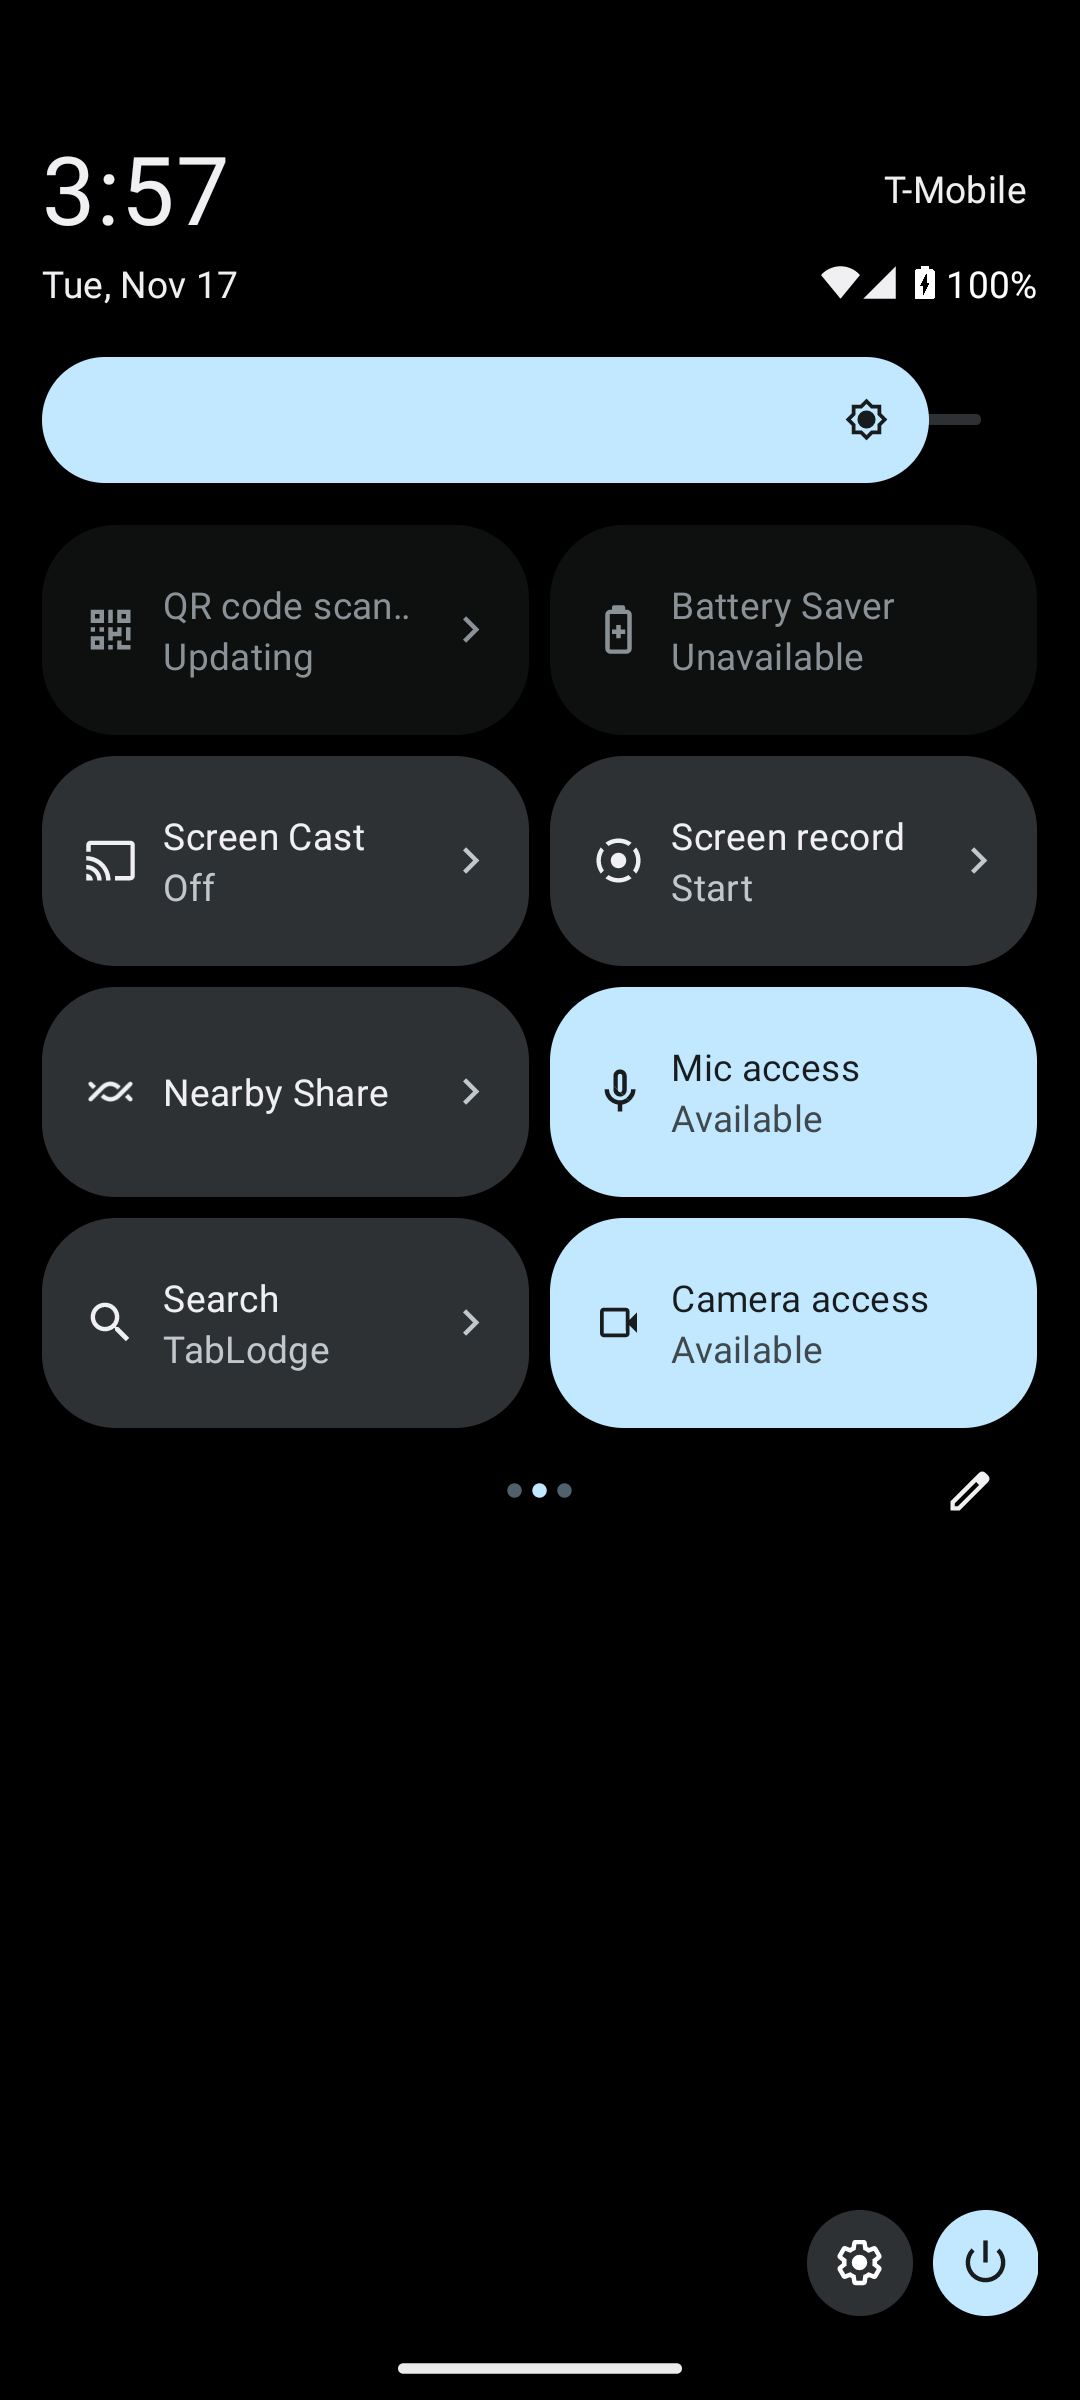 3:57
T-Mobile
Tue, Nov 17
100%
QR code scan..
Updating
Battery Saver
Unavailable
Screen Cast
Off
Screen record
Start
Nearby Share
Mic access
Available
Search
TabLodge
Camera access
Available